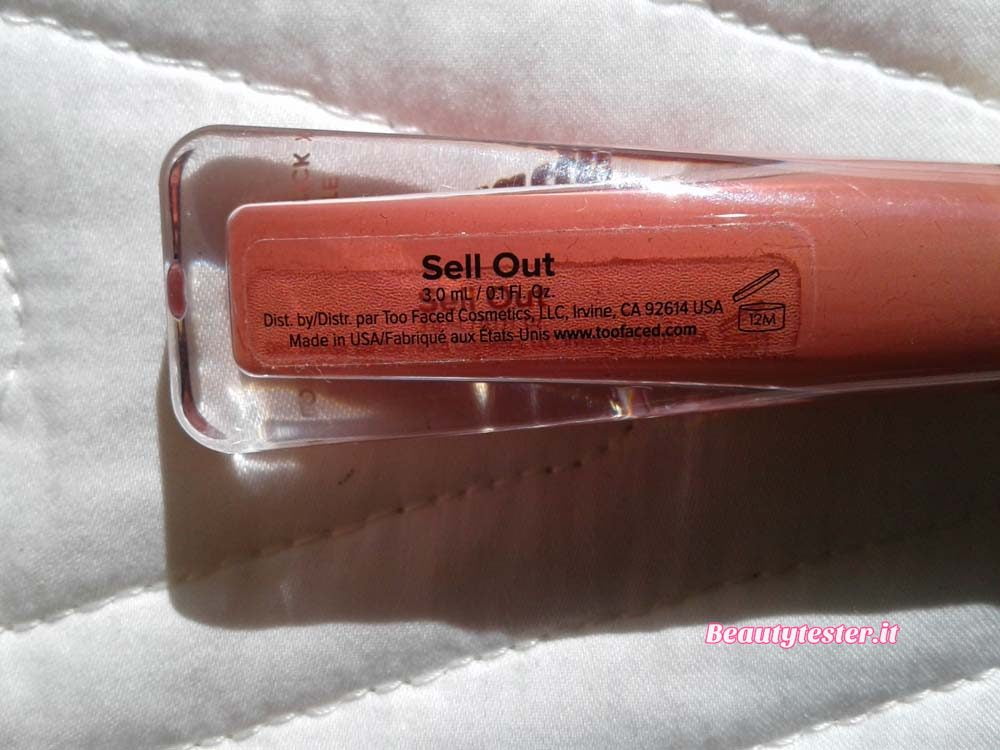 Sell Out
3.0 mL / 0.1 Fl. Oz.
Dist. by/Distr. par Too Faced Cosmetics, LLC, Irvine, CA 92614 USA
Made in USA/Fabriqué aux États-Unis www.toofaced.com
12M
Beautytester.it